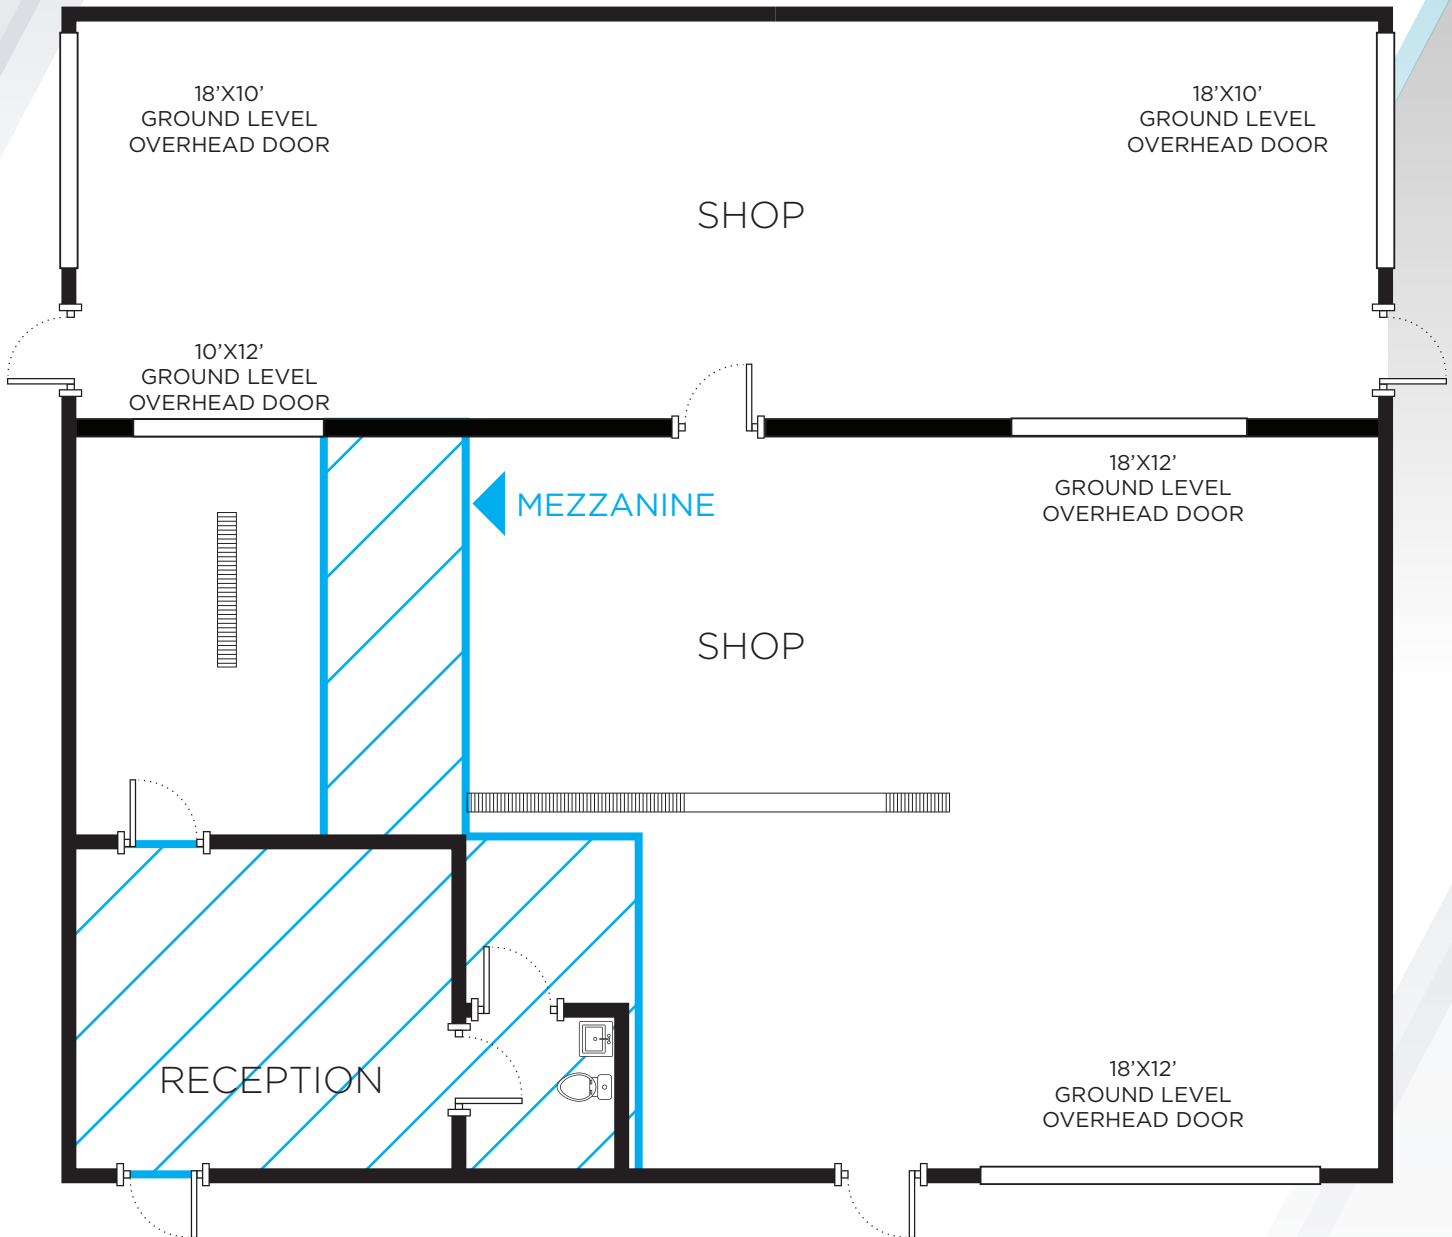 18’X10’
GROUND LEVEL
OVERHEAD DOOR
18’X10’
GROUND LEVEL
OVERHEAD DOOR
SHOP
10’X12’
GROUND LEVEL
OVERHEAD DOOR
18’X12’
GROUND LEVEL
OVERHEAD DOOR
MEZZANINE
SHOP
RECEPTION
18’X12’
GROUND LEVEL
OVERHEAD DOOR